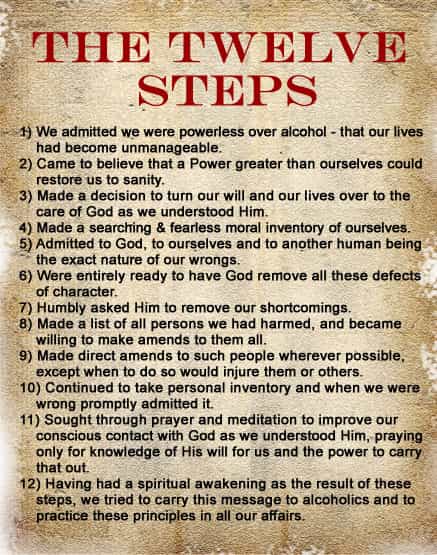 THE TWELVE
STEPS
1) We admitted we were powerless over alcohol - that our lives
had become unmanageable.
2) Came to believe that a Power greater than ourselves could
restore us to sanity.
3) Made a decision to turn our will and our lives over to the
care of God as we understood Him.
4) Made a searching & fearless moral inventory of ourselves.
5) Admitted to God, to ourselves and to another human being
the exact nature of our wrongs.
6) Were entirely ready to have God remove all these defects
of character.
7) Humbly asked Him to remove our shortcomings.
8) Made a list of all persons we had harmed, and became
willing to make amends to them all.
9) Made direct amends to such people wherever possible,
except when to do so would injure them or others.
10) Continued to take personal inventory and when we were
wrong promptly admitted it.
11) Sought through prayer and meditation to improve our
conscious contact with God as we understood Him, praying
only for knowledge of His will for us and the power to carry
that out.
12) Having had a spiritual awakening as the result of these
steps, we tried to carry this message to alcoholics and to
practice these principles in all our affairs.